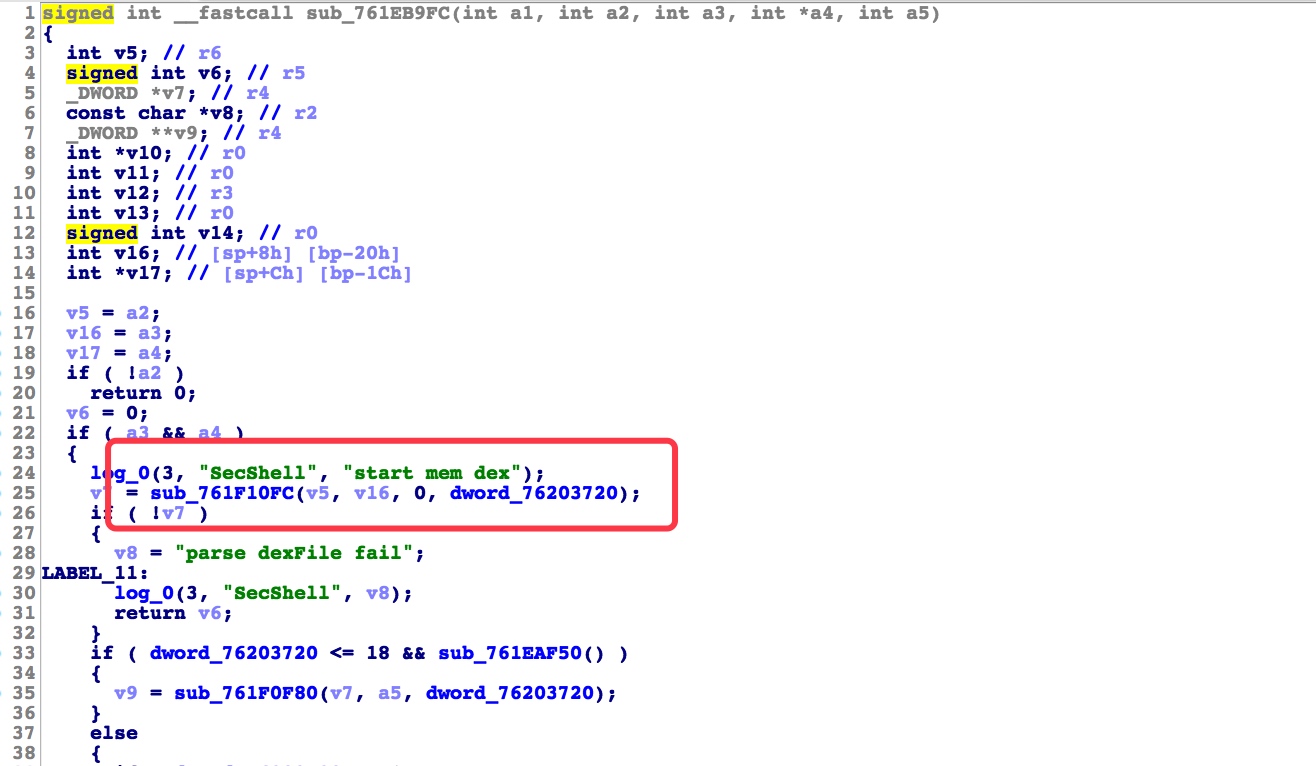 1 signed int __fastcall sub_761EB9FC(int a1, int a2, int a3, int *a4, int a5)
2 {
3 int v5; // r6
4 signed int v6; // r5
5 _DWORD *v7; // r4
6 const char *v8; // r2
7 _DWORD **v9; // r4
8 int *v10; // r0
9 int v11; // r0
10 int v12; // r3
11 int v13; // r0
12 signed int v14; // r0
13 int v16; // [sp+8h] [bp-20h]
14 int *v17; // [sp+Ch] [bp-1Ch]
15
16 v5 = a2;
17 v16 = a3;
18 v17 = a4;
19 if ( !a2 )
20 return 0;
21 v6 = 0;
22 if ( a3 && a4 )
23 {
24 log_0(3, "SecShell", "start mem dex");
25 v7 = sub_761F10FC(v5, v16, 0, dword_76203720);
26 if ( !v7 )
27 {
28 v8 = "parse dexFile fail";
29 LABEL_11:
30 log_0(3, "SecShell", v8);
31 return v6;
32 }
33 if ( dword_76203720 <= 18 && sub_761EAF50() )
34 {
35 v9 = sub_761F0F80(v7, a5, dword_76203720);
36 }
37 else
38 {